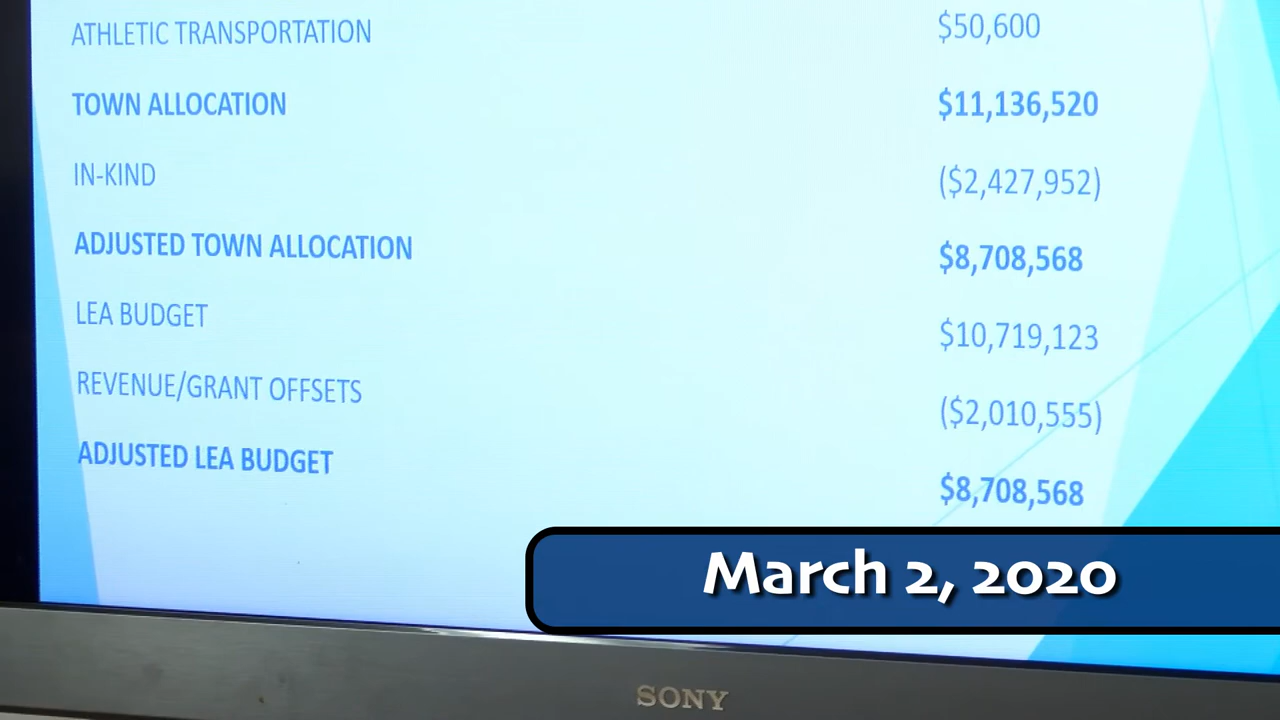 ATHLETIC TRANSPORTATION $50,600
TOWN ALLOCATION $11,136,520
IN-KIND ($2,427,952)
ADJUSTED TOWN ALLOCATION $8,708,568
LEA BUDGET $10,719,123
REVENUE/GRANT OFFSETS ($2,010,555)
ADJUSTED LEA BUDGET $8,708,568
March 2, 2020
SONY